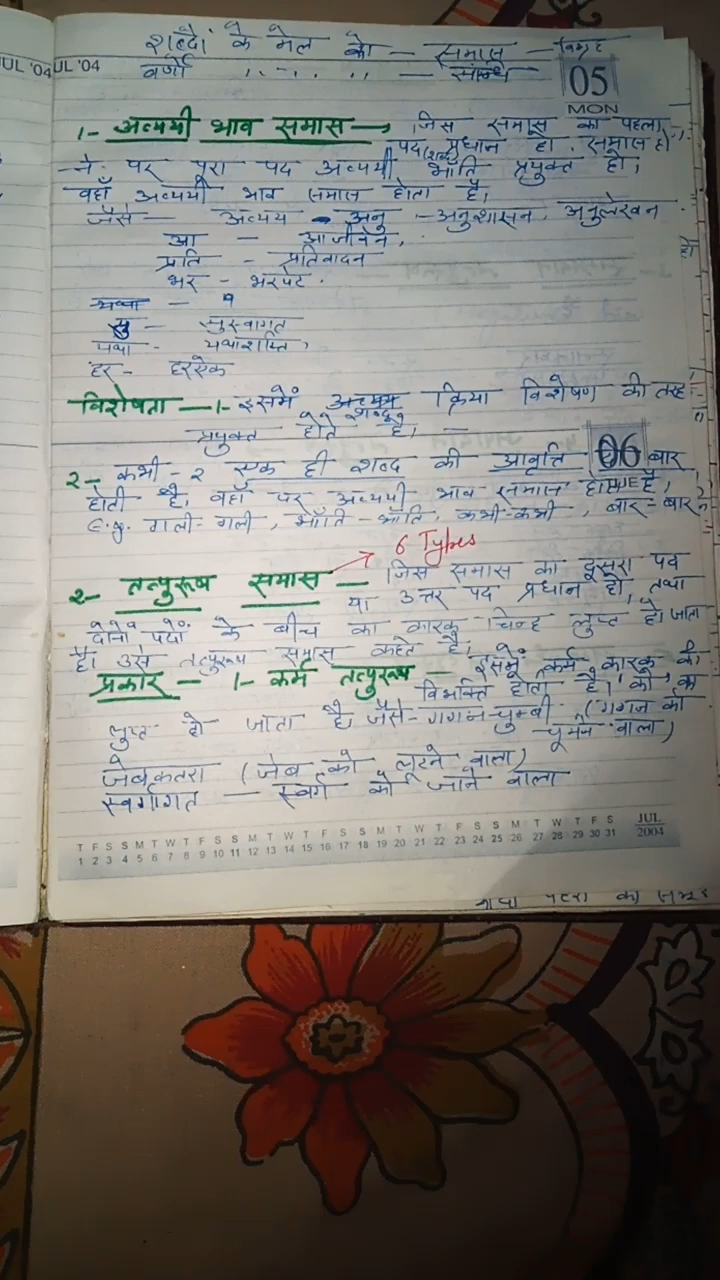 शब्दों के मेल को – समास – विग्रह
वर्णो ,, ,, ,, – सन्धि
UL '04
JUL '04
05
MON
1- अव्ययी भाव समास → जिस समास का पहला
पद (शब्द) प्रधान हो। समास हो
-ने पर पूरा पद अव्ययी भाँति प्रयुक्त हो,
वहाँ अव्ययी भाव समास होता है,
जैसे – अव्यय - अनु - अनुशासन, अनुलेखन
आ – आजीवन,
प्रति – प्रतिवादन
भर - भरपेट
सु – सुस्वागत
यथा - यथाशक्ति,
हर - हरऐक
विशेषता – 1- इसमें शब्द क्रिया विशेषण की तरह
प्रयुक्त होते है, –
06
2- कभी-2 एक ही शब्द की आवृत्ति बार
होती है, वहाँ पर अव्ययी भाव समास होता है,
e.g. गली-गली, भाँति-भाँति, कभी-कभी, बार-बार
→ 6 Types
2- तत्पुरूष समास – जिस समास का दूसरा पद
या उत्तर पद प्रधान हो, तथा
दोनो पदों के बीच का कारक चिन्ह लुप्त हो जाता
है। उसे तत्पुरूष समास कहते है,
प्रकार – 1- कर्म तत्पुरूष – इसमें कर्म कारक की
विभक्ति होती है। 'को' का
लुप्त हो जाता है, जैसे- गगन-चुम्बी (गगन को
चूमने वाला)
जेबकतरा (जेब को लूटने वाला)
स्वर्गागत – स्वर्ग को जाने वाला
T F S S M T W T F S S M T W T F S S M T W T F S S M T W T F S
1 2 3 4 5 6 7 8 9 10 11 12 13 14 15 16 17 18 19 20 21 22 23 24 25 26 27 28 29 30 31
JUL
2004